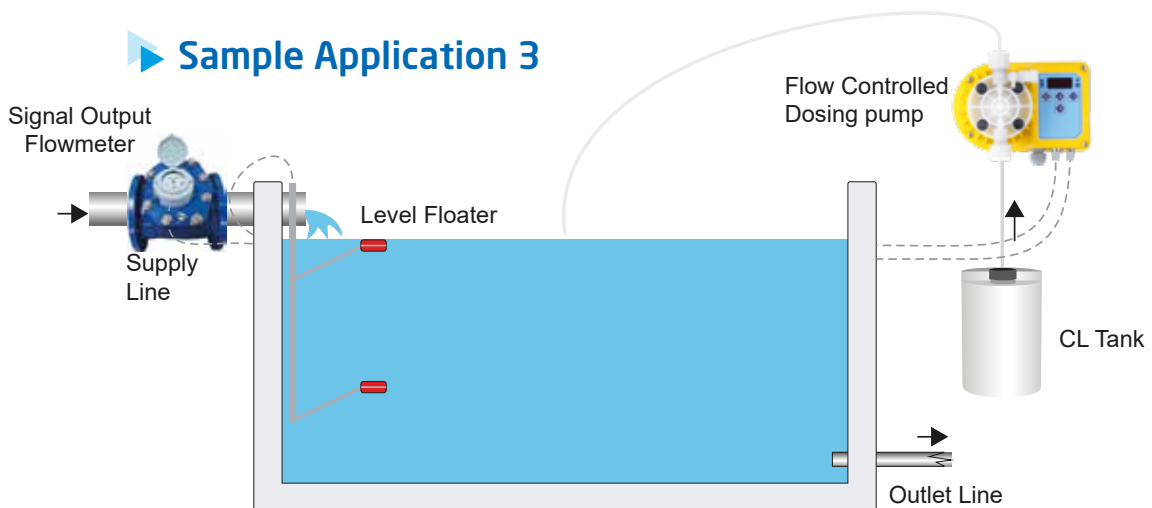 Sample Application 3
Signal Output
Flowmeter
Flow Controlled
Dosing pump
Level Floater
Supply
Line
CL Tank
Outlet Line